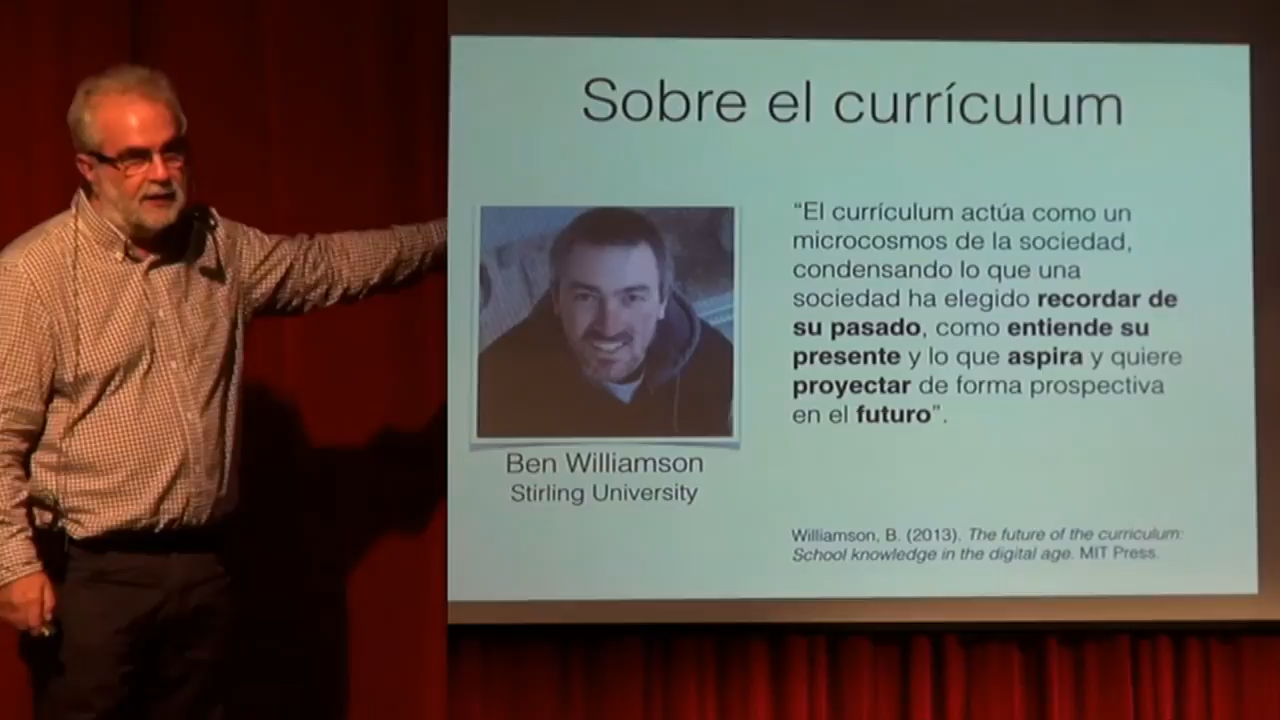 Sobre el currículum
“El currículum actúa como un
microcosmos de la sociedad,
condensando lo que una
sociedad ha elegido recordar de
su pasado, como entiende su
presente y lo que aspira y quiere
proyectar de forma prospectiva
en el futuro”.
Ben Williamson
Stirling University
Williamson, B. (2013). The future of the curriculum:
School knowledge in the digital age. MIT Press.